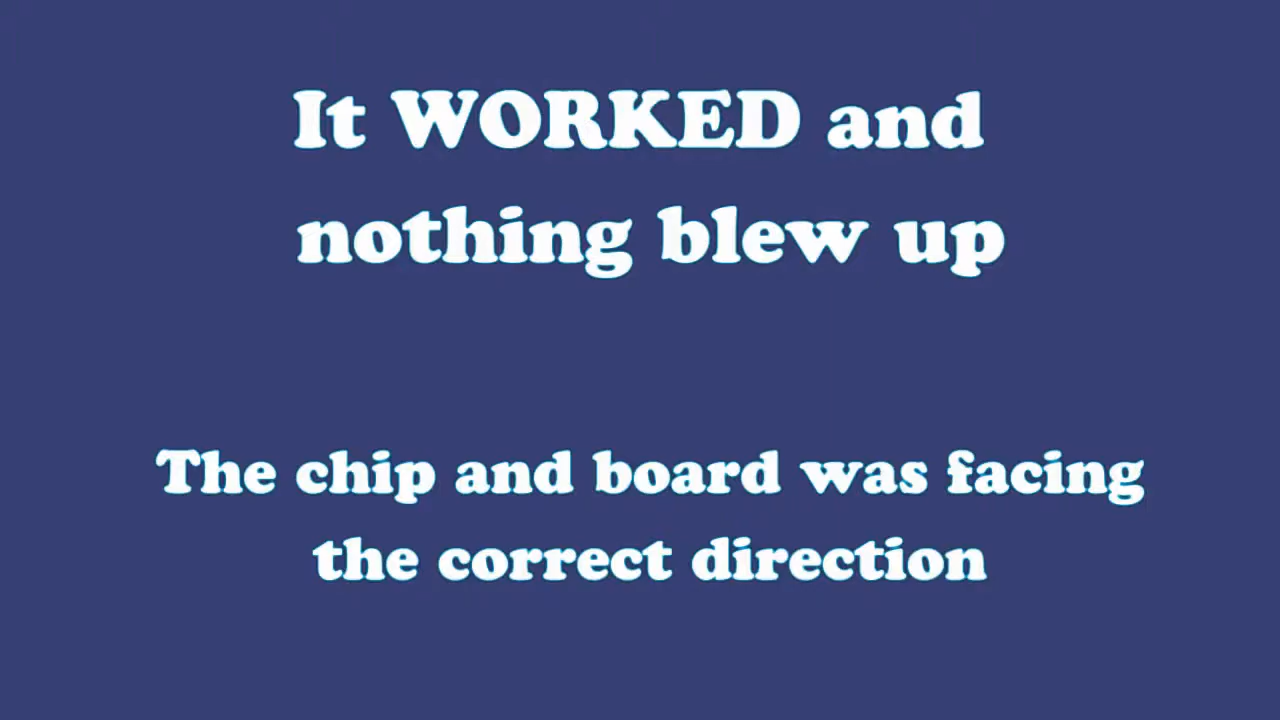 It WORKED and
nothing blew up
The chip and board was facing
the correct direction